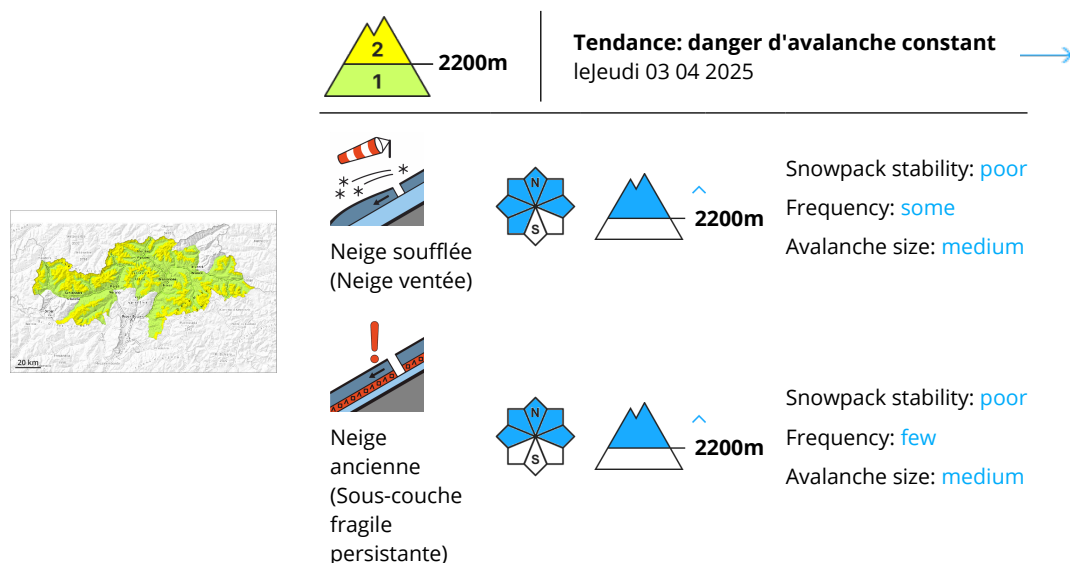 2
1
2200m
Tendance: danger d'avalanche constant
leJeudi 03 04 2025
Neige soufflée
(Neige ventée)
N
S
2200m
Snowpack stability: poor
Frequency: some
Avalanche size: medium
20 km
Neige
ancienne
(Sous-couche
fragile
persistante)
N
S
2200m
Snowpack stability: poor
Frequency: few
Avalanche size: medium